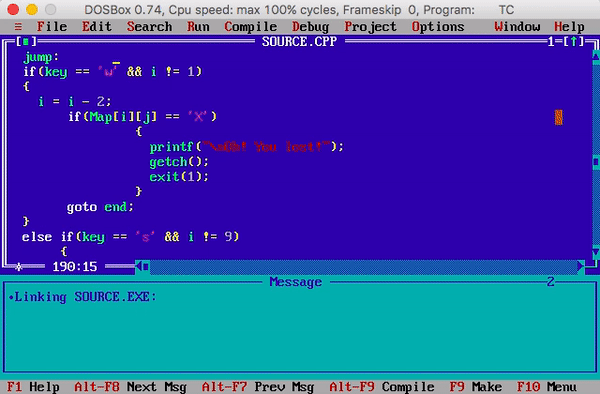 DOSBox 0.74, Cpu speed: max 100% cycles, Frameskip 0, Program: TC
≡ File Edit Search Run Compile Debug Project Options Window Help
[■] SOURCE.CPP 1=[↑]
jump:
if(key == 'w' && i != 1)
{
i = i - 2;
if(Map[i][j] == 'X')
{
printf(" You lost!");
getch();
exit(1);
}
goto end;
}
else if(key == 's' && i != 9)
{
190:15
Message 2
•Linking SOURCE.EXE:
F1 Help Alt-F8 Next Msg Alt-F7 Prev Msg Alt-F9 Compile F9 Make F10 Menu